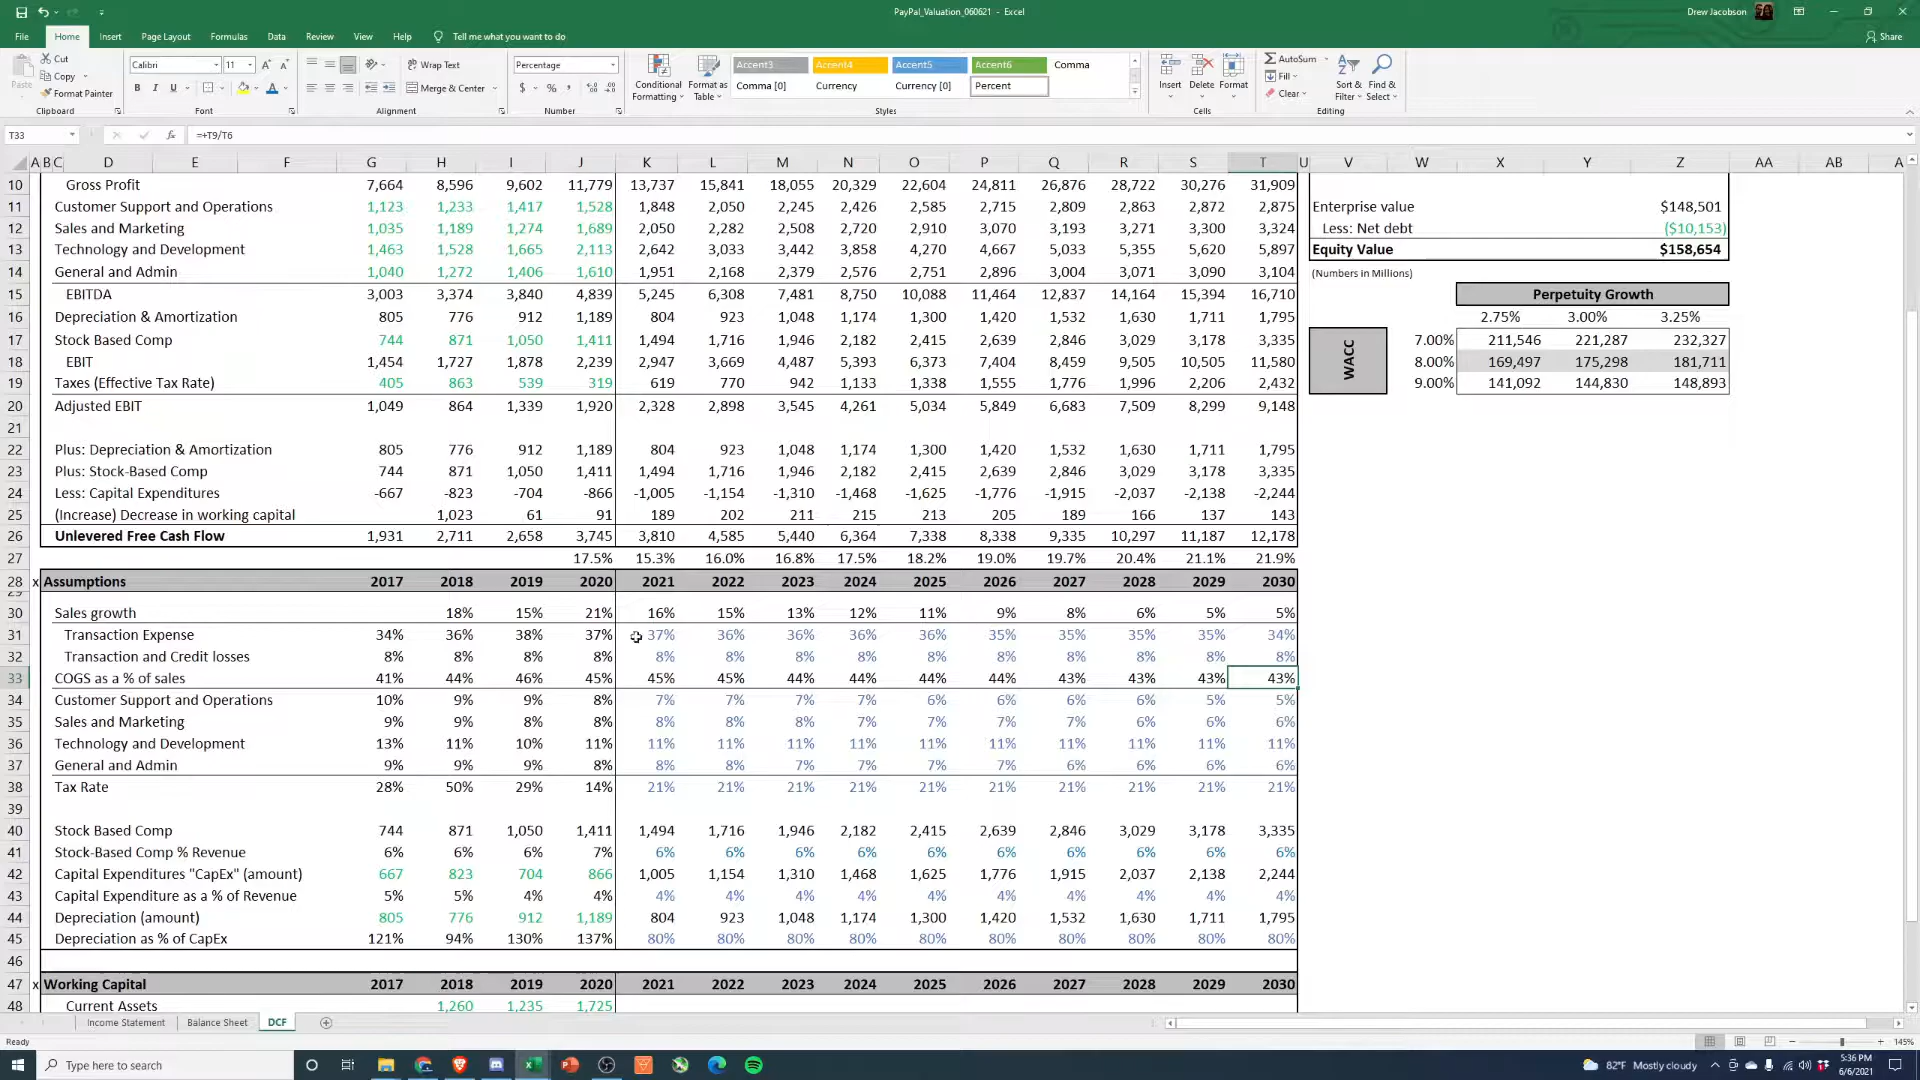 PayPal_Valuation_060621 - Excel
Drew Jacobson
File Home Insert Page Layout Formulas Data Review View Help Tell me what you want to do
Share
Paste
Cut
Copy
Format Painter
Clipboard
Calibri 11
B I U
Font
Wrap Text
Merge & Center
Alignment
Percentage
$ % ,
Number
Conditional Formatting
Format as Table
Accent3 Accent4 Accent5 Accent6 Comma
Comma [0] Currency Currency [0] Percent
Styles
Insert Delete Format
Cells
AutoSum
Fill
Clear
Sort & Filter
Find & Select
Editing
T33 fx =+T9/T6
A B C D E F G H I J K L M N O P Q R S T U V W X Y Z AA AB A
10 Gross Profit 7,664 8,596 9,602 11,779 13,737 15,841 18,055 20,329 22,604 24,811 26,876 28,722 30,276 31,909
11 Customer Support and Operations 1,123 1,233 1,417 1,528 1,848 2,050 2,245 2,426 2,585 2,715 2,809 2,863 2,872 2,875 Enterprise value $148,501
12 Sales and Marketing 1,035 1,189 1,274 1,689 2,050 2,282 2,508 2,720 2,910 3,070 3,193 3,271 3,300 3,324 Less: Net debt ($10,153)
13 Technology and Development 1,463 1,528 1,665 2,113 2,642 3,033 3,442 3,858 4,270 4,667 5,033 5,355 5,620 5,897 Equity Value $158,654
14 General and Admin 1,040 1,272 1,406 1,610 1,951 2,168 2,379 2,576 2,751 2,896 3,004 3,071 3,090 3,104 (Numbers in Millions)
15 EBITDA 3,003 3,374 3,840 4,839 5,245 6,308 7,481 8,750 10,088 11,464 12,837 14,164 15,394 16,710 Perpetuity Growth
16 Depreciation & Amortization 805 776 912 1,189 804 923 1,048 1,174 1,300 1,420 1,532 1,630 1,711 1,795 2.75% 3.00% 3.25%
17 Stock Based Comp 744 871 1,050 1,411 1,494 1,716 1,946 2,182 2,415 2,639 2,846 3,029 3,178 3,335 7.00% 211,546 221,287 232,327
18 EBIT 1,454 1,727 1,878 2,239 2,947 3,669 4,487 5,393 6,373 7,404 8,459 9,505 10,505 11,580 WACC 8.00% 169,497 175,298 181,711
19 Taxes (Effective Tax Rate) 405 863 539 319 619 770 942 1,133 1,338 1,555 1,776 1,996 2,206 2,432 9.00% 141,092 144,830 148,893
20 Adjusted EBIT 1,049 864 1,339 1,920 2,328 2,898 3,545 4,261 5,034 5,849 6,683 7,509 8,299 9,148
21
22 Plus: Depreciation & Amortization 805 776 912 1,189 804 923 1,048 1,174 1,300 1,420 1,532 1,630 1,711 1,795
23 Plus: Stock-Based Comp 744 871 1,050 1,411 1,494 1,716 1,946 2,182 2,415 2,639 2,846 3,029 3,178 3,335
24 Less: Capital Expenditures -667 -823 -704 -866 -1,005 -1,154 -1,310 -1,468 -1,625 -1,776 -1,915 -2,037 -2,138 -2,244
25 (Increase) Decrease in working capital 1,023 61 91 189 202 211 215 213 205 189 166 137 143
26 Unlevered Free Cash Flow 1,931 2,711 2,658 3,745 3,810 4,585 5,440 6,364 7,338 8,338 9,335 10,297 11,187 12,178
27 17.5% 15.3% 16.0% 16.8% 17.5% 18.2% 19.0% 19.7% 20.4% 21.1% 21.9%
28 x Assumptions 2017 2018 2019 2020 2021 2022 2023 2024 2025 2026 2027 2028 2029 2030
29
30 Sales growth 18% 15% 21% 16% 15% 13% 12% 11% 9% 8% 6% 5% 5%
31 Transaction Expense 34% 36% 38% 37% 37% 36% 36% 36% 36% 35% 35% 35% 35% 34%
32 Transaction and Credit losses 8% 8% 8% 8% 8% 8% 8% 8% 8% 8% 8% 8% 8% 8%
33 COGS as a % of sales 41% 44% 46% 45% 45% 45% 44% 44% 44% 44% 43% 43% 43% 43%
34 Customer Support and Operations 10% 9% 9% 8% 7% 7% 7% 7% 6% 6% 6% 6% 5% 5%
35 Sales and Marketing 9% 9% 8% 8% 8% 8% 8% 7% 7% 7% 7% 6% 6% 6%
36 Technology and Development 13% 11% 10% 11% 11% 11% 11% 11% 11% 11% 11% 11% 11% 11%
37 General and Admin 9% 9% 9% 8% 8% 8% 7% 7% 7% 7% 6% 6% 6% 6%
38 Tax Rate 28% 50% 29% 14% 21% 21% 21% 21% 21% 21% 21% 21% 21% 21%
39
40 Stock Based Comp 744 871 1,050 1,411 1,494 1,716 1,946 2,182 2,415 2,639 2,846 3,029 3,178 3,335
41 Stock-Based Comp % Revenue 6% 6% 6% 7% 6% 6% 6% 6% 6% 6% 6% 6% 6% 6%
42 Capital Expenditures "CapEx" (amount) 667 823 704 866 1,005 1,154 1,310 1,468 1,625 1,776 1,915 2,037 2,138 2,244
43 Capital Expenditure as a % of Revenue 5% 5% 4% 4% 4% 4% 4% 4% 4% 4% 4% 4% 4% 4%
44 Depreciation (amount) 805 776 912 1,189 804 923 1,048 1,174 1,300 1,420 1,532 1,630 1,711 1,795
45 Depreciation as % of CapEx 121% 94% 130% 137% 80% 80% 80% 80% 80% 80% 80% 80% 80% 80%
46
47 x Working Capital 2017 2018 2019 2020 2021 2022 2023 2024 2025 2026 2027 2028 2029 2030
48 Current Assets 1,260 1,235 1,725
Income Statement Balance Sheet DCF
Ready
145%
Type here to search
82°F Mostly cloudy
5:36 PM
6/6/2021